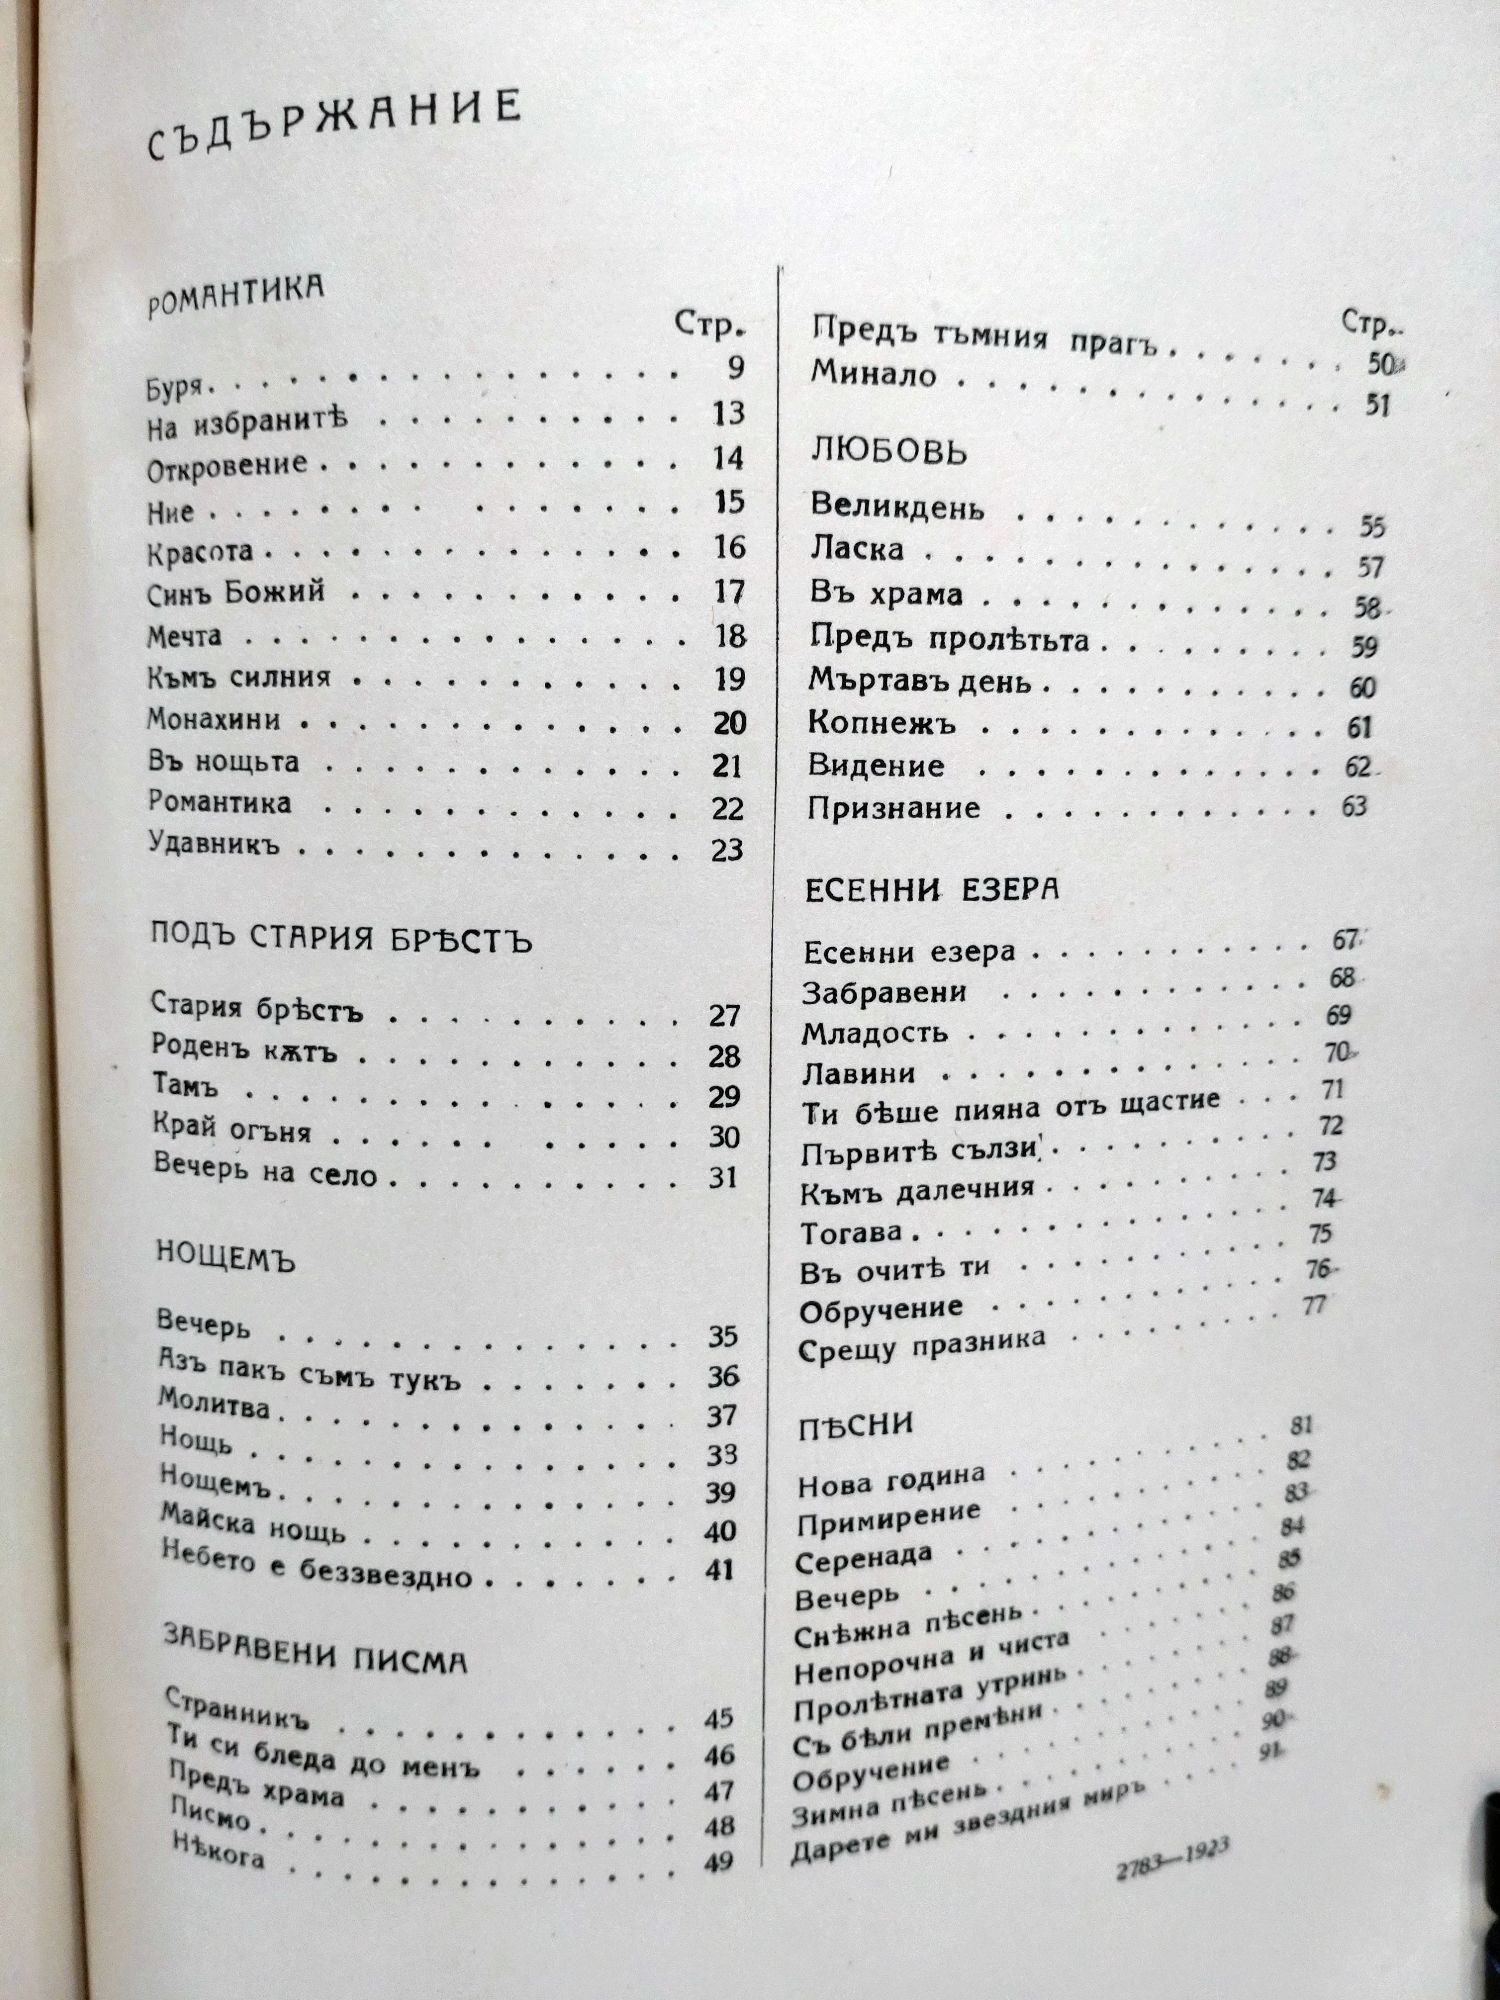 СЪДЪРЖАНИЕ
РОМАНТИКА
Стр.
Буря 9
На избранитѣ 13
Откровение 14
Ние 15
Красота 16
Синъ Божий 17
Мечта 18
Къмъ силния 19
Монахини 20
Въ нощьта 21
Романтика 22
Удавникъ 23
ПОДЪ СТАРИЯ БРѢСТЪ
Стария брѣстъ 27
Роденъ кѫтъ 28
Тамъ 29
Край огъня 30
Вечерь на село 31
НОЩЕМЪ
Вечерь 35
Азъ пакъ съмъ тукъ 36
Молитва 37
Нощь 38
Нощемъ 39
Майска нощь 40
Небето е беззвездно 41
ЗАБРАВЕНИ ПИСМА
Странникъ 45
Ти си бледа до менъ 46
Предъ храма 47
Писмо 48
Нѣкога 49
Стр.
Предъ тъмния прагъ 50
Минало 51
ЛЮБОВЬ
Великдень 55
Ласка 57
Въ храма 58
Предъ пролѣтьта 59
Мъртавъ день 60
Копнежъ 61
Видение 62
Признание 63
ЕСЕННИ ЕЗЕРА
Есенни езера 67
Забравени 68
Младость 69
Лавини 70
Ти бѣше пияна отъ щастие 71
Първитѣ сълзи 72
Къмъ далечния 73
Тогава 74
Въ очитѣ ти 75
Обручение 76
Срещу празника 77
ПѢСНИ
Нова година 81
Примирение 82
Серенада 83
Вечерь 84
Снѣжна пѣсень 85
Непорочна и чиста 86
Пролѣтната утринь 87
Съ бѣли премѣни 88
Обручение 89
Зимна пѣсень 90
Дарете ми звездния миръ 91
2783—1923